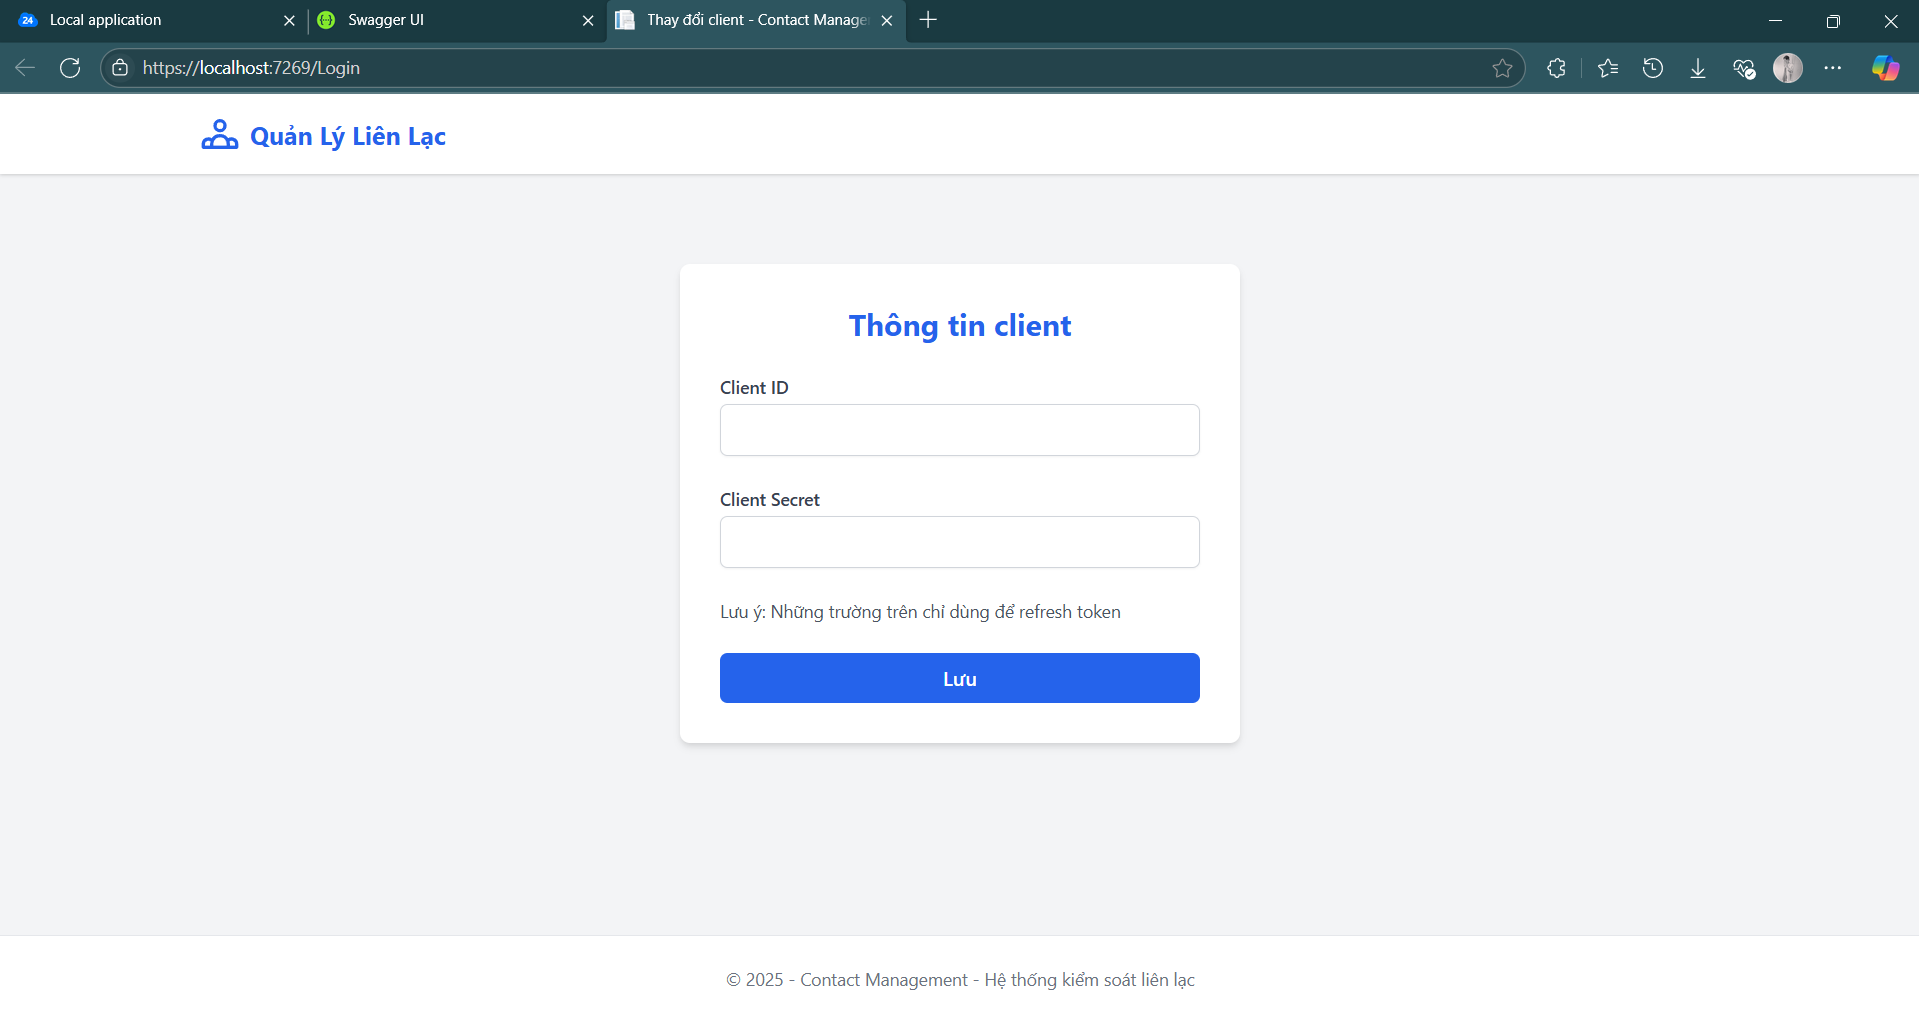 24 Local application
Swagger UI
Thay đổi client - Contact Manage
https://localhost:7269/Login
Quản Lý Liên Lạc
Thông tin client
Client ID
Client Secret
Lưu ý: Những trường trên chỉ dùng để refresh token
Lưu
© 2025 - Contact Management - Hệ thống kiểm soát liên lạc